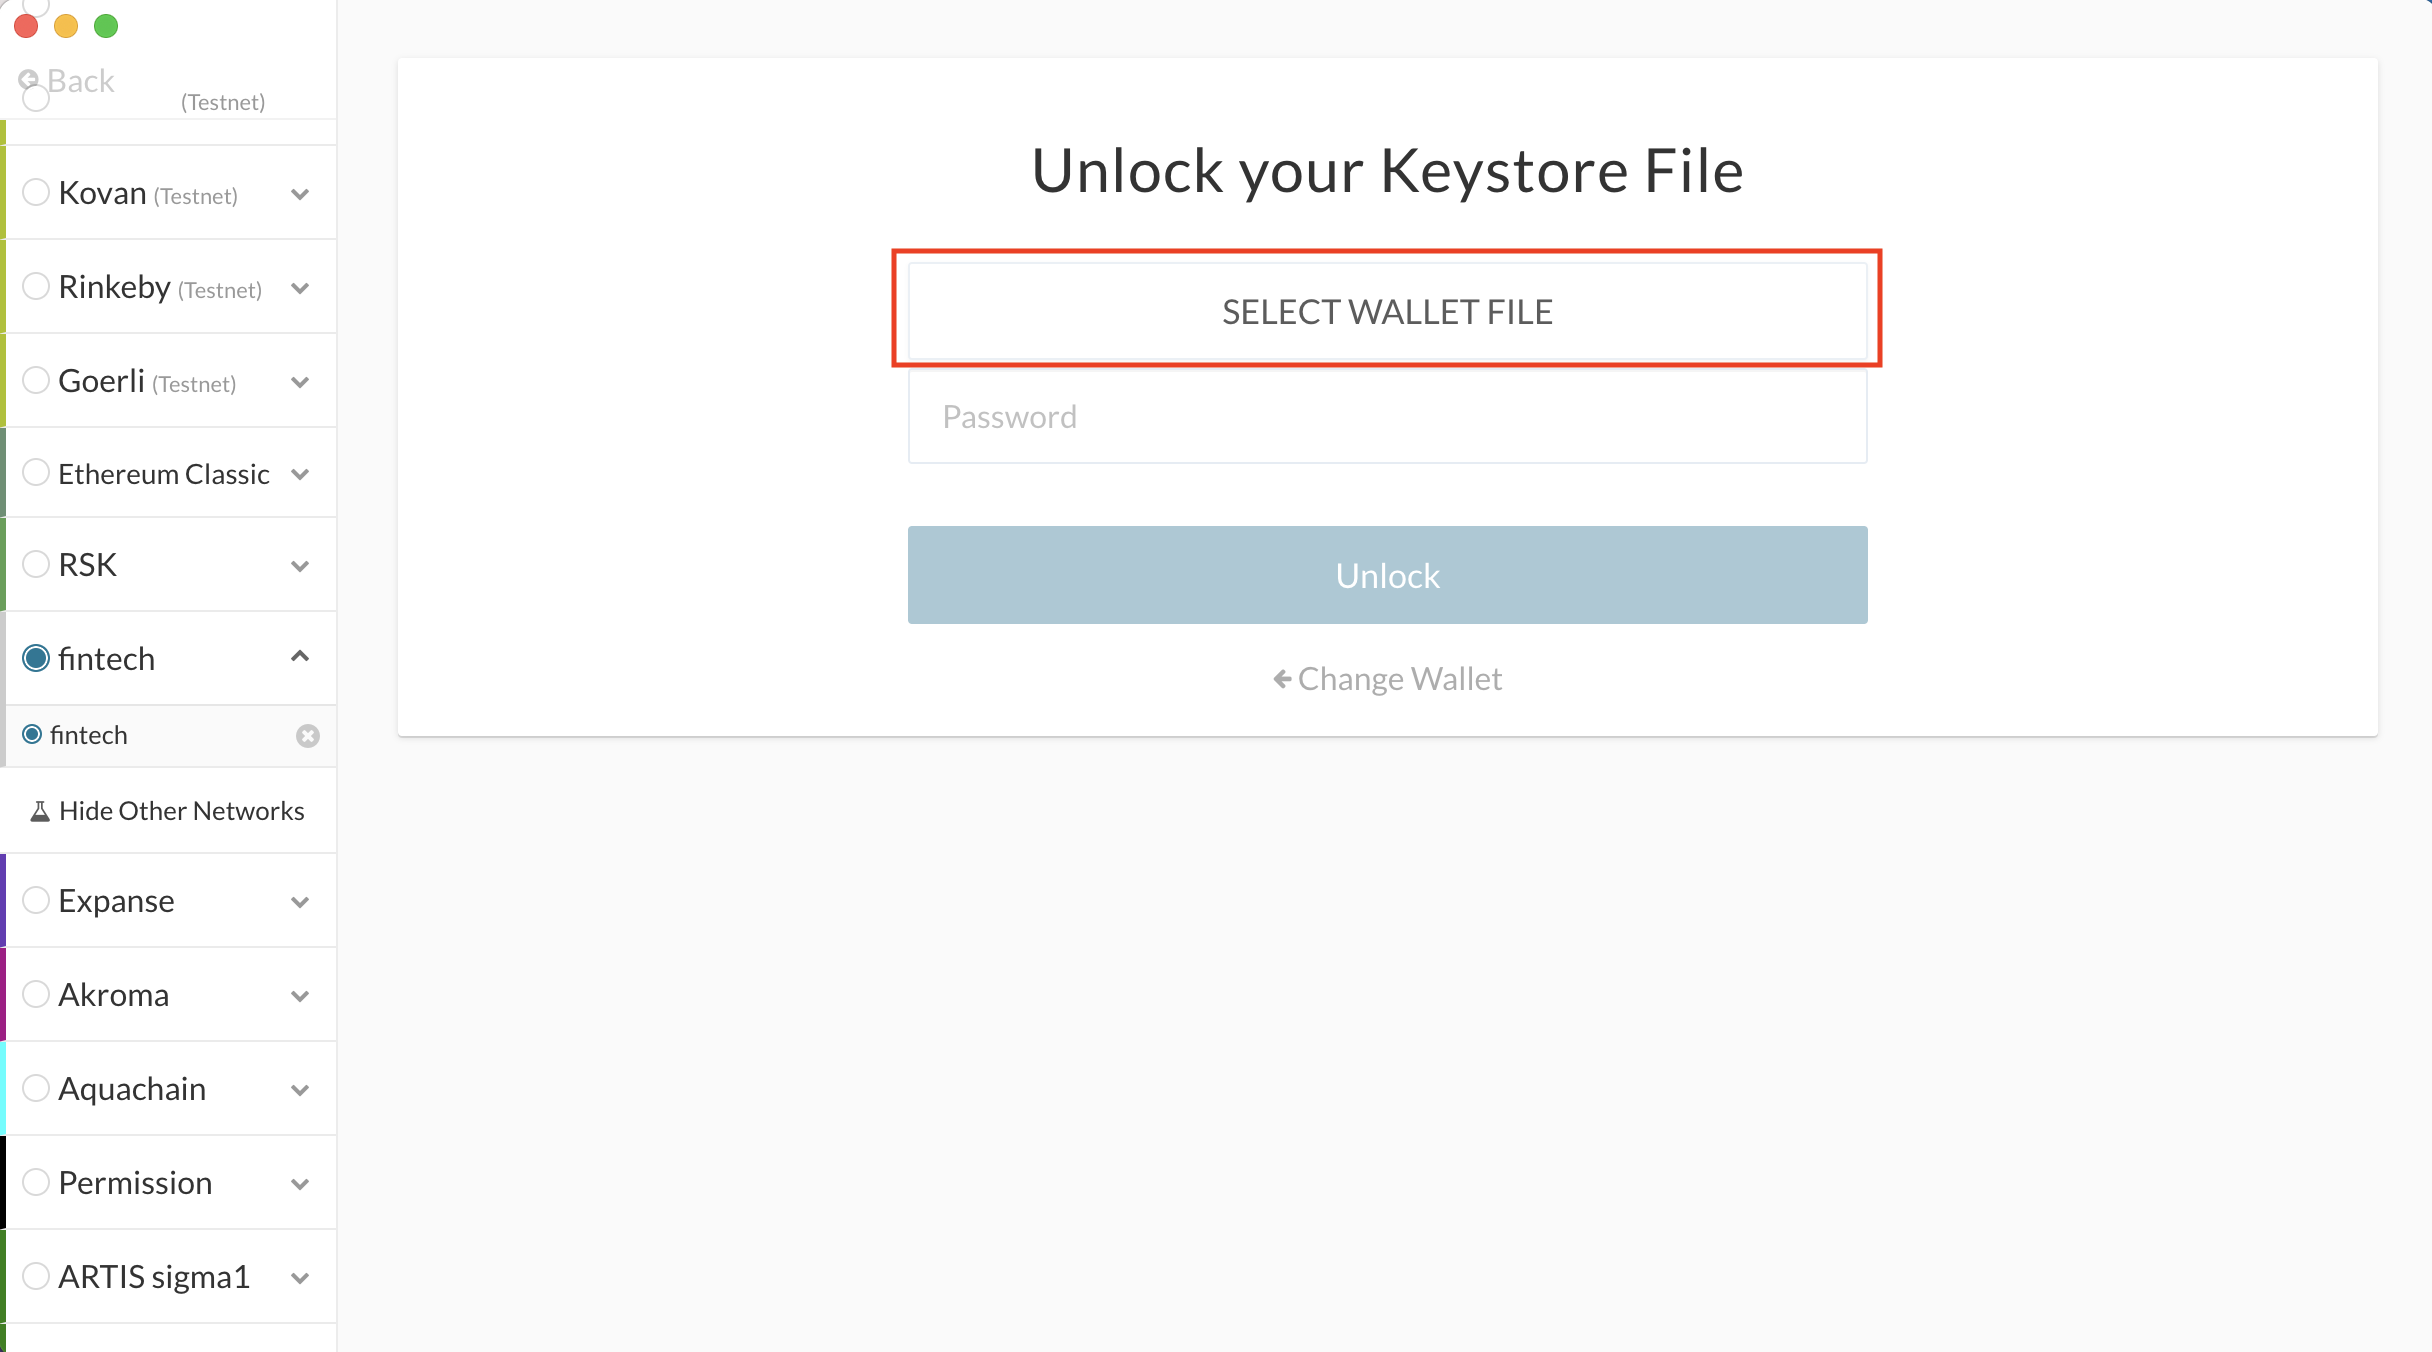 Back
(Testnet)
Kovan (Testnet)
Rinkeby (Testnet)
Goerli (Testnet)
Ethereum Classic
RSK
fintech
fintech
Hide Other Networks
Expanse
Akroma
Aquachain
Permission
ARTIS sigma1
Unlock your Keystore File
SELECT WALLET FILE
Password
Unlock
Change Wallet